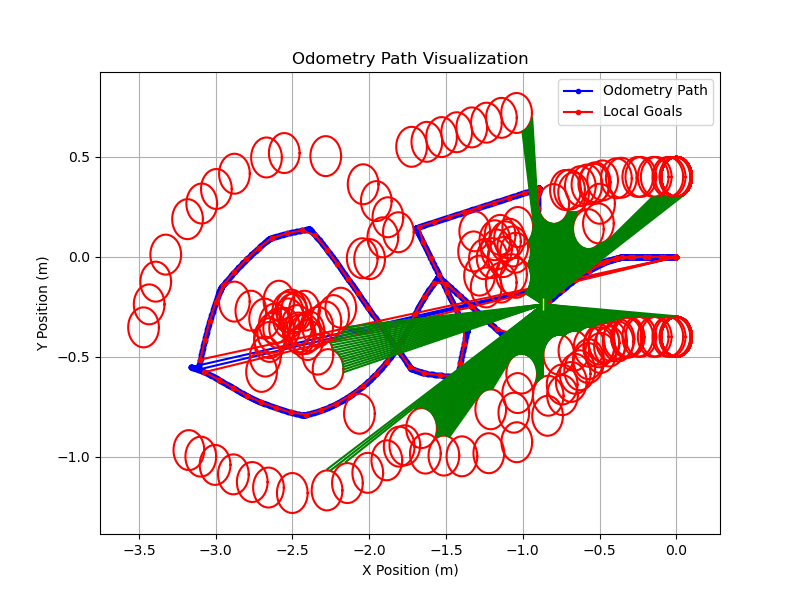 Odometry Path Visualization
Odometry Path
Local Goals
Y Position (m)
0.5
0.0
−0.5
−1.0
−3.5 −3.0 −2.5 −2.0 −1.5 −1.0 −0.5 0.0
X Position (m)